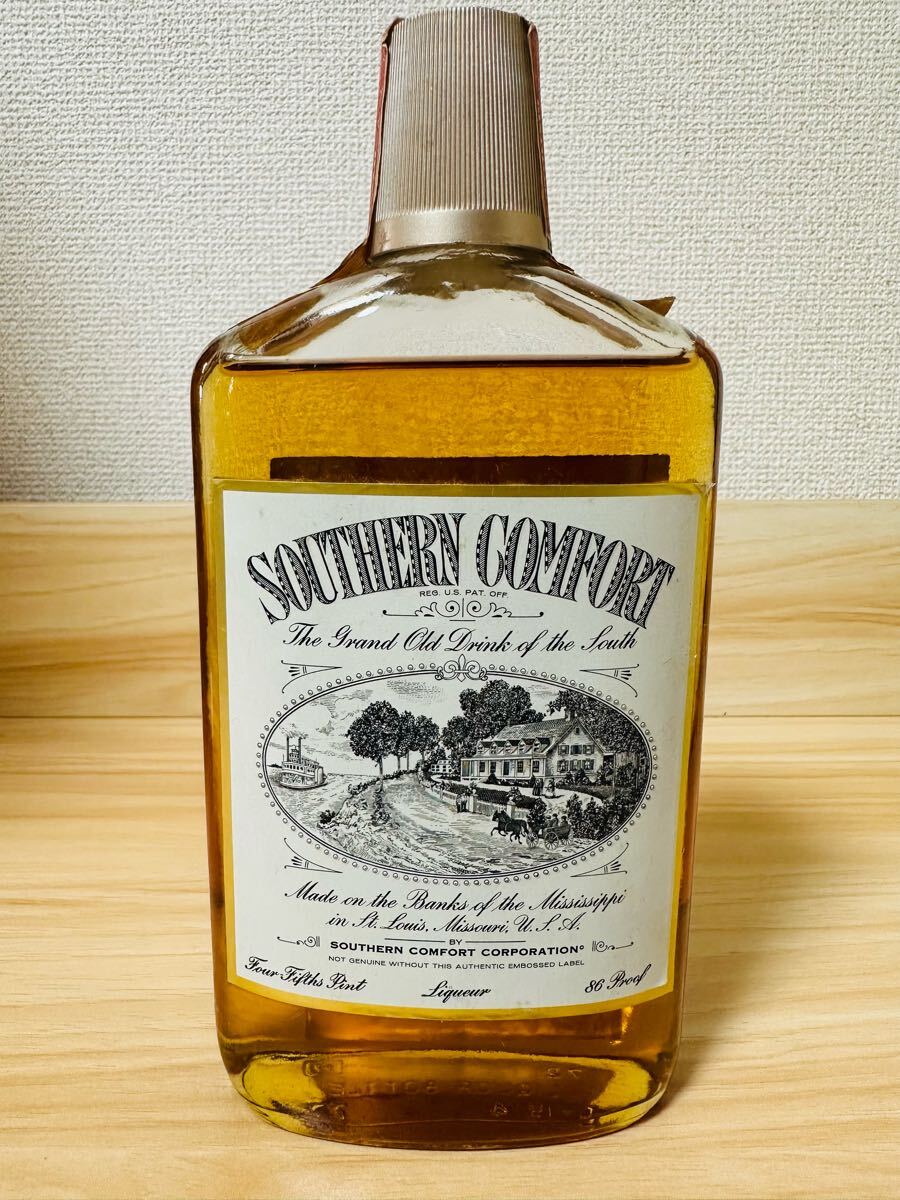 SOUTHERN COMFORT
REG. U.S. PAT. OFF.
The Grand Old Drink of the South
Made on the Banks of the Mississippi
in St. Louis, Missouri, U. S. A.
BY
SOUTHERN COMFORT CORPORATION®
NOT GENUINE WITHOUT THIS AUTHENTIC EMBOSSED LABEL
Four Fifths Pint Liqueur 86 Proof